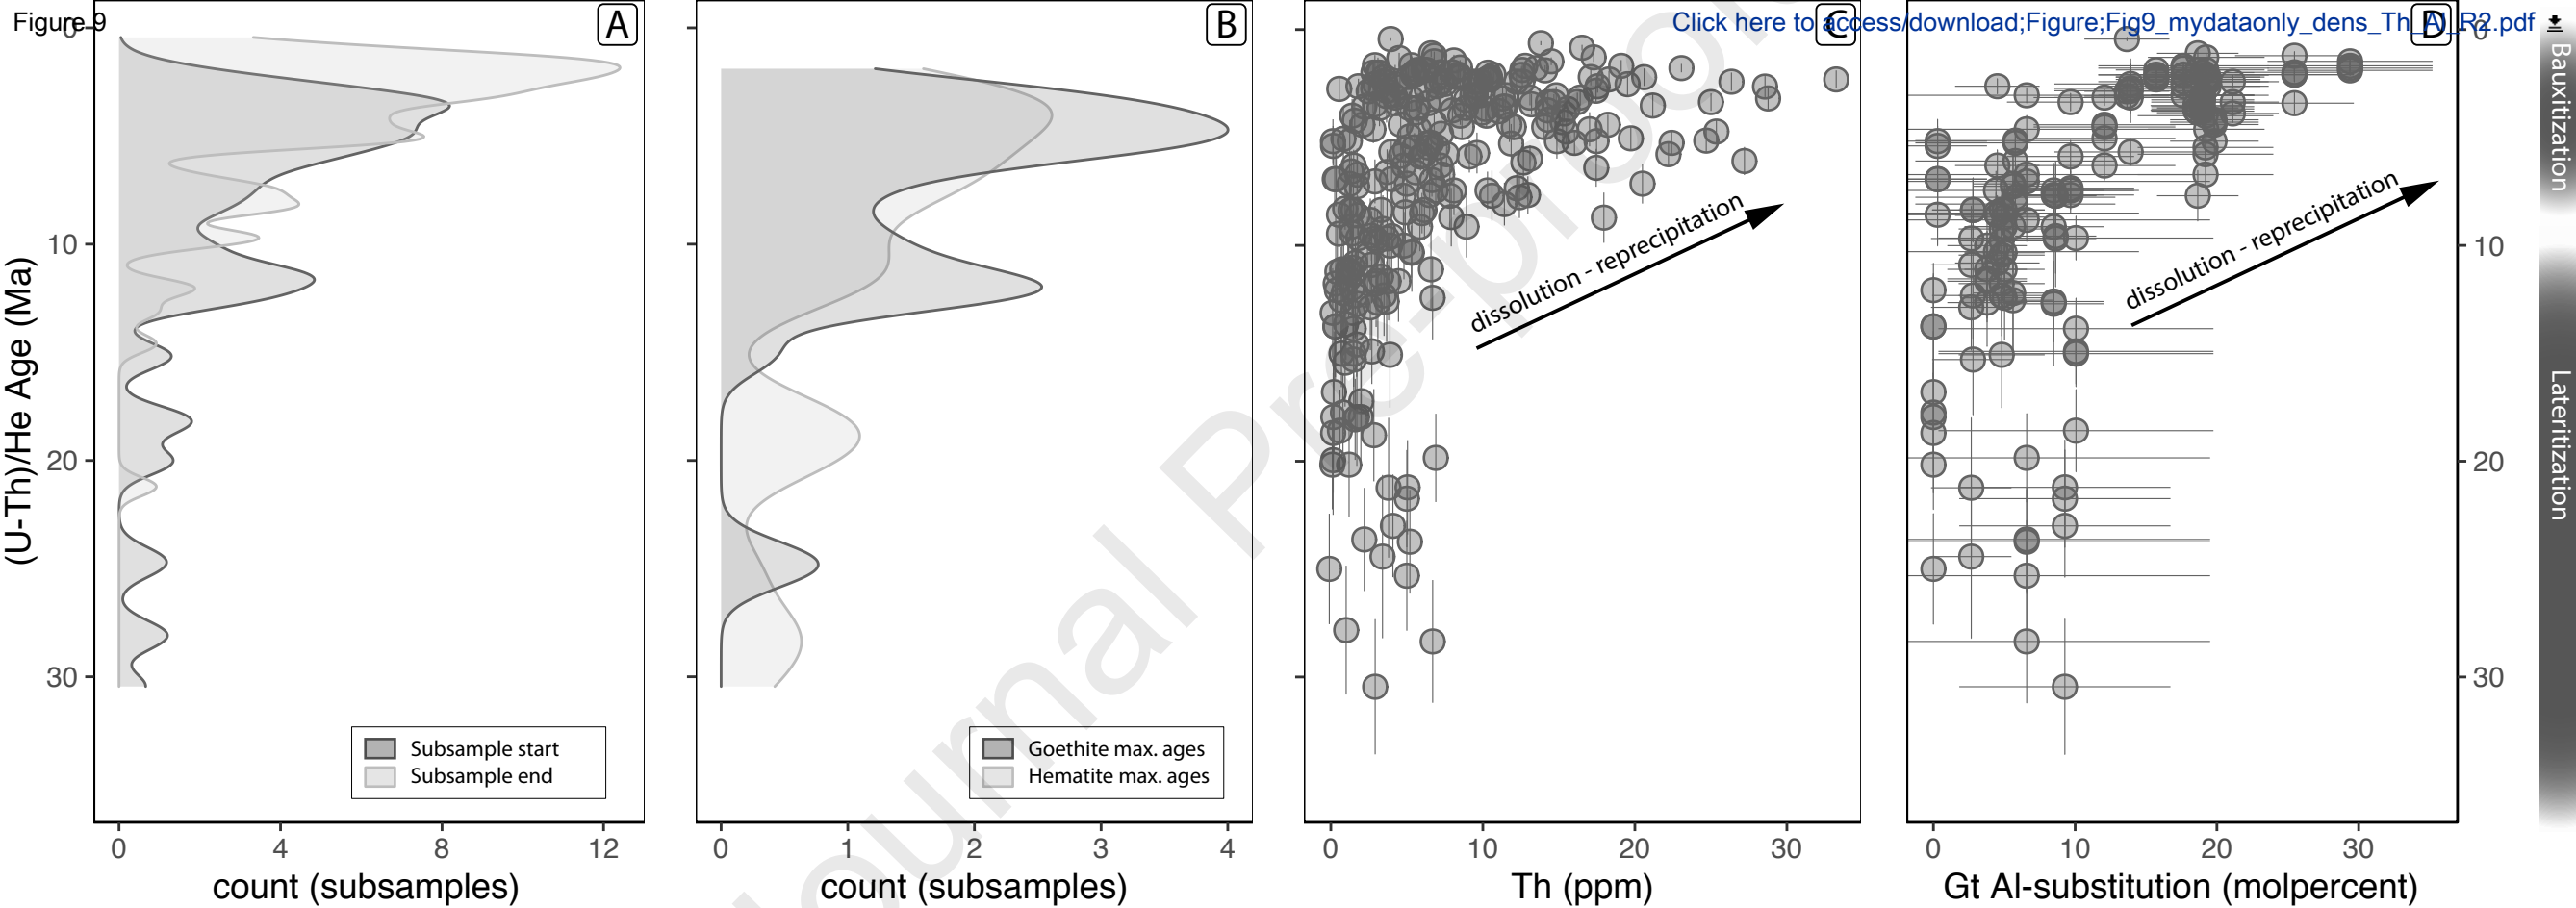 Figure 9
Click here to access/download;Figure;Fig9_mydataonly_dens_Th_Al_R2.pdf
A
B
C
D
(U-Th)/He Age (Ma)
0
10
20
30
0
4
8
12
count (subsamples)
Subsample start
Subsample end
0
1
2
3
4
count (subsamples)
Goethite max. ages
Hematite max. ages
dissolution - reprecipitation
0
10
20
30
Th (ppm)
dissolution - reprecipitation
0
10
20
30
Gt Al-substitution (molpercent)
0
10
20
30
Bauxitization
Lateritization
Journal Pre-proof